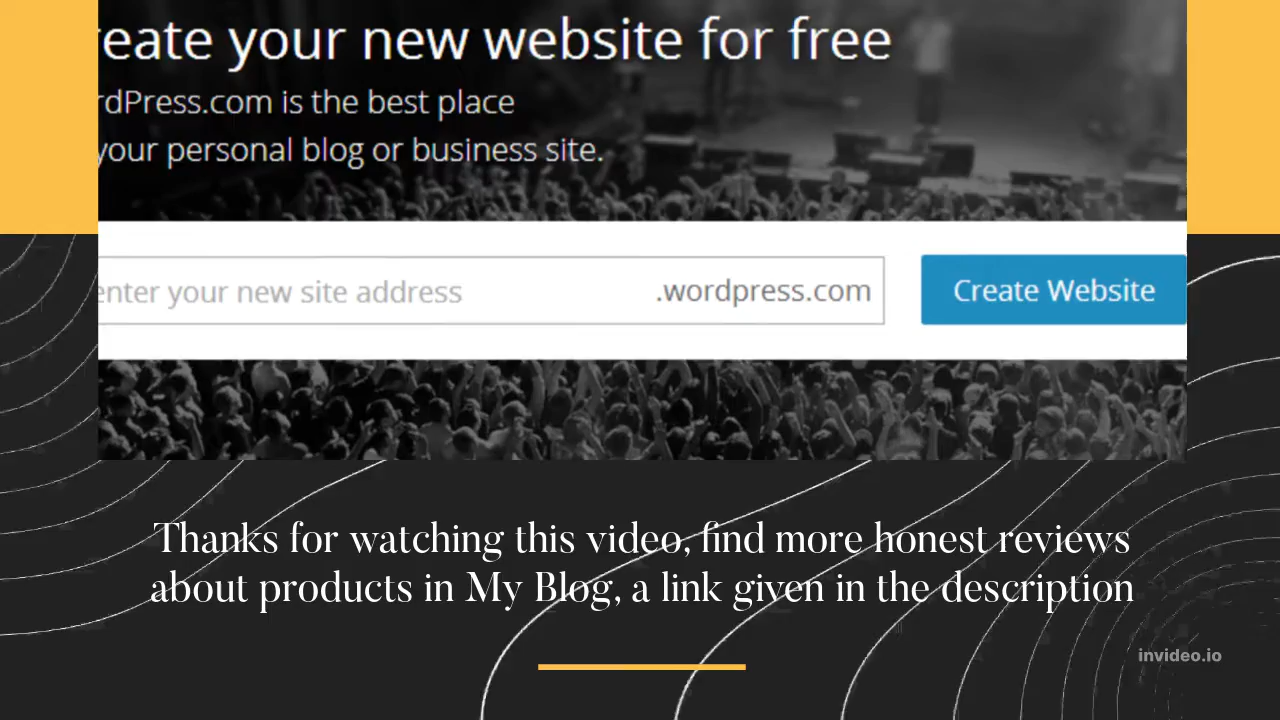 reate your new website for free
rdPress.com is the best place
your personal blog or business site.
enter your new site address .wordpress.com Create Website
Thanks for watching this video, find more honest reviews
about products in My Blog, a link given in the description
invideo.io